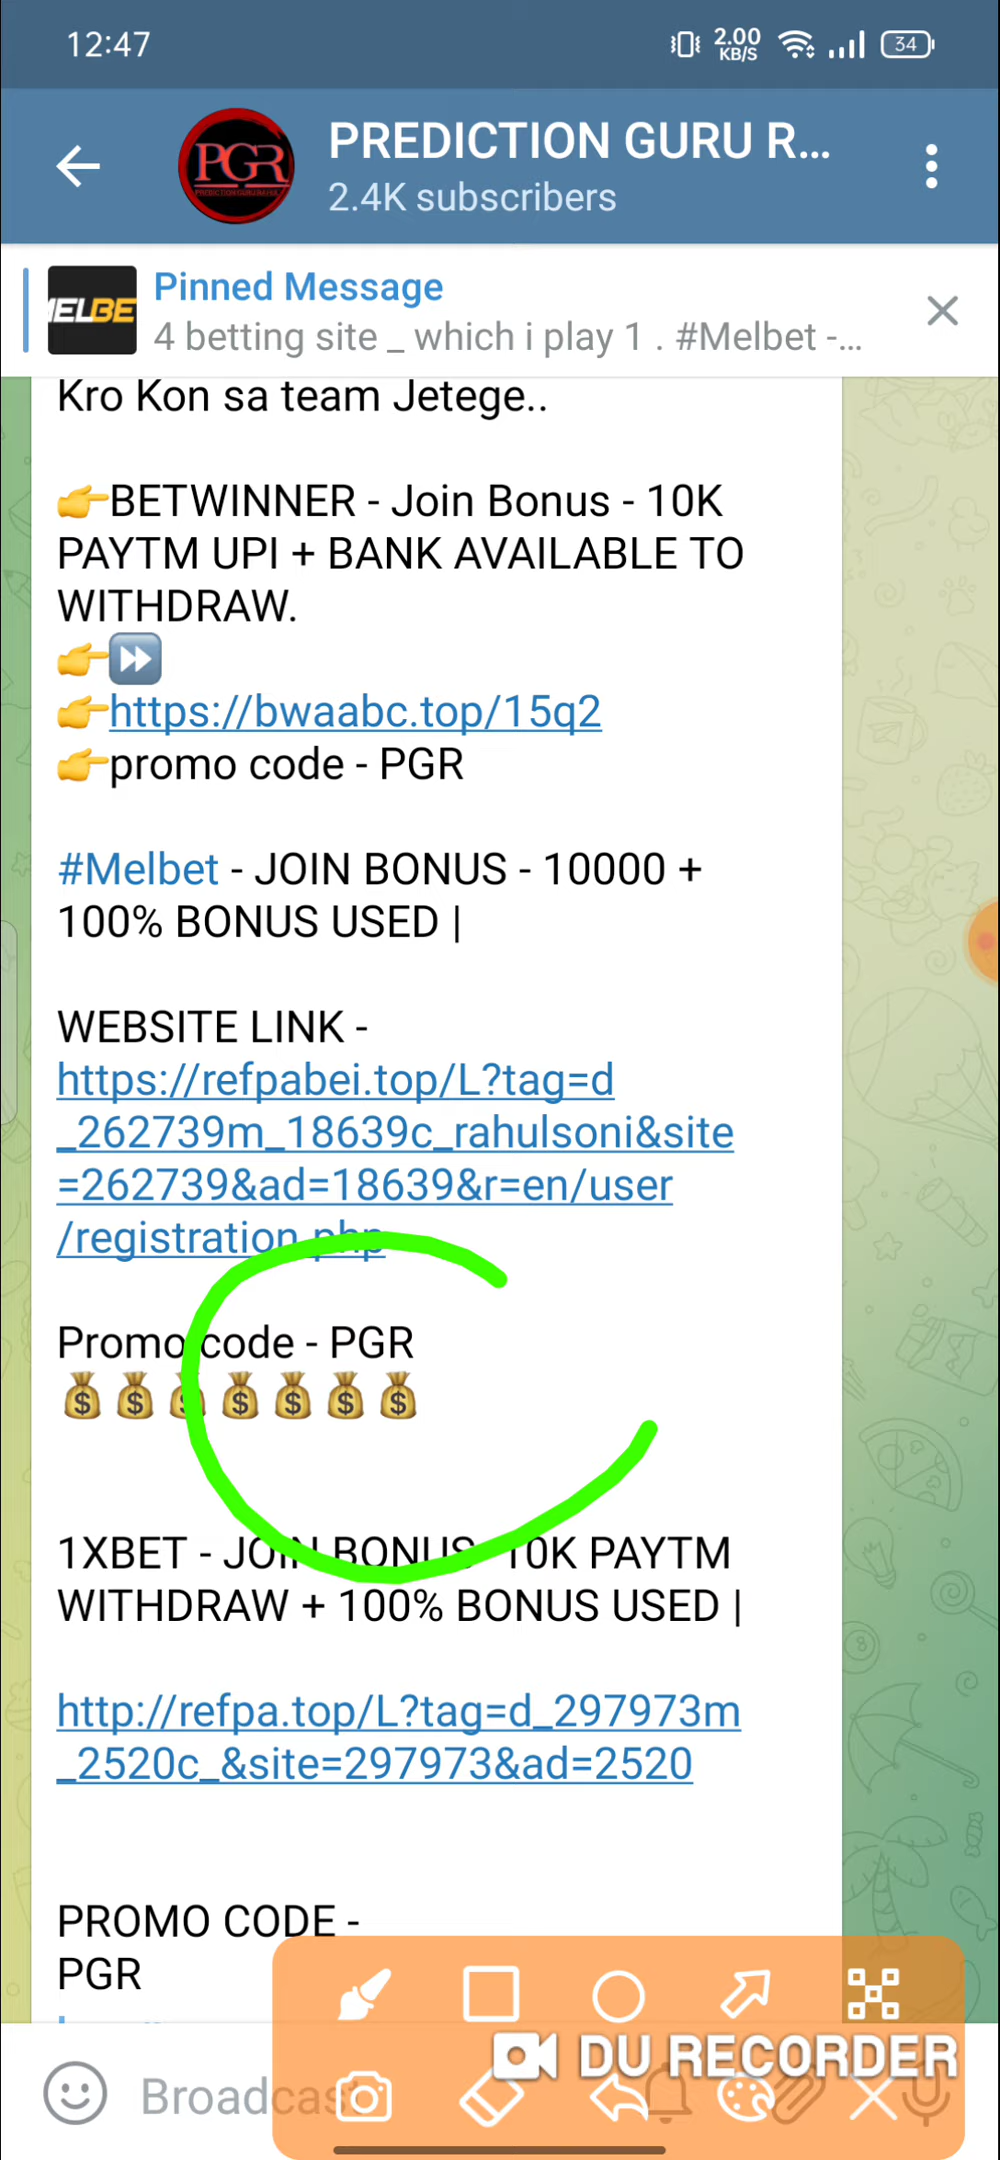 12:47
2.00
KB/S
34
PGR
PREDICTION GURU R...
2.4K subscribers
Pinned Message
4 betting site _ which i play 1 . #Melbet -...
Kro Kon sa team Jetege..
👉BETWINNER - Join Bonus - 10K
PAYTM UPI + BANK AVAILABLE TO
WITHDRAW.
👉⏩
👉https://bwaabc.top/15q2
👉promo code - PGR
#Melbet - JOIN BONUS - 10000 +
100% BONUS USED |
WEBSITE LINK -
https://refpabei.top/L?tag=d
_262739m_18639c_rahulsoni&site
=262739&ad=18639&r=en/user
/registration.php
Promo code - PGR
💰💰💰💰💰💰💰
1XBET - JOIN BONUS - 10K PAYTM
WITHDRAW + 100% BONUS USED |
http://refpa.top/L?tag=d_297973m
_2520c_&site=297973&ad=2520
PROMO CODE -
PGR
DU RECORDER
Broadcast